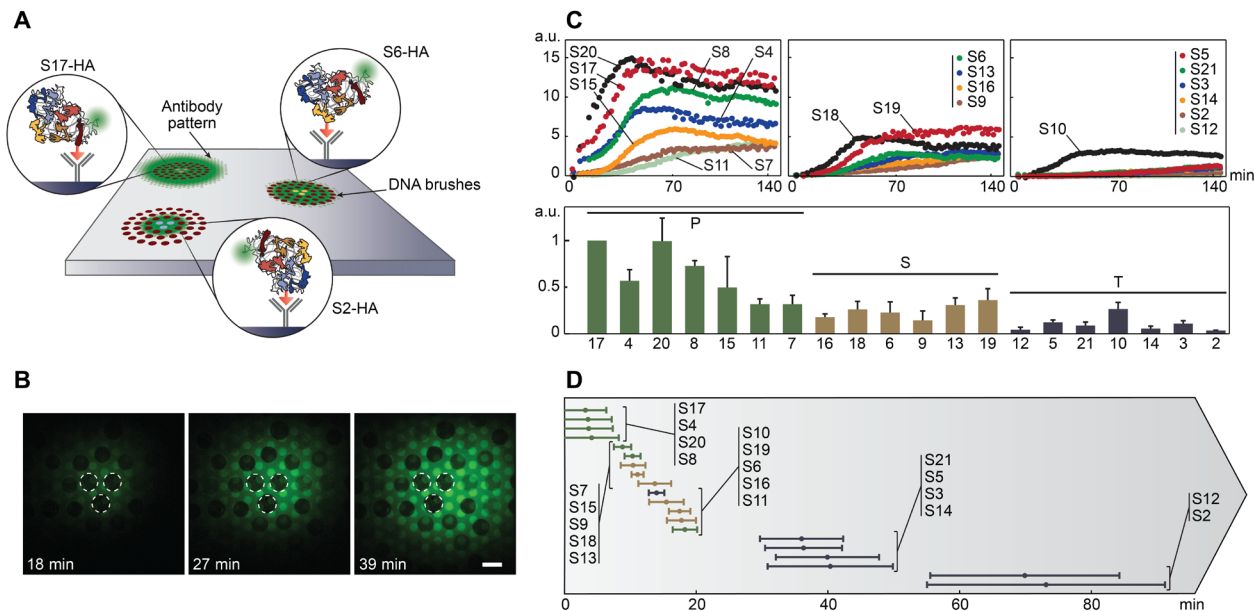 A
S17-HA
Antibody
pattern
S6-HA
DNA brushes
S2-HA
B
18 min
27 min
39 min
C
a.u.
15
10
5
0
S20
S17
S15
S8
S4
S11
S7
0
70
140
S18
S19
S6
S13
S16
S9
0
70
140
S10
S5
S21
S3
S14
S2
S12
0
70
140
min
a.u.
1
0.5
0
P
S
T
17 4 20 8 15 11 7 16 18 6 9 13 19 12 5 21 10 14 3 2
D
S17
S4
S20
S8
S7
S15
S9
S18
S13
S10
S19
S6
S16
S11
S21
S5
S3
S14
S12
S2
0 20 40 60 80 min